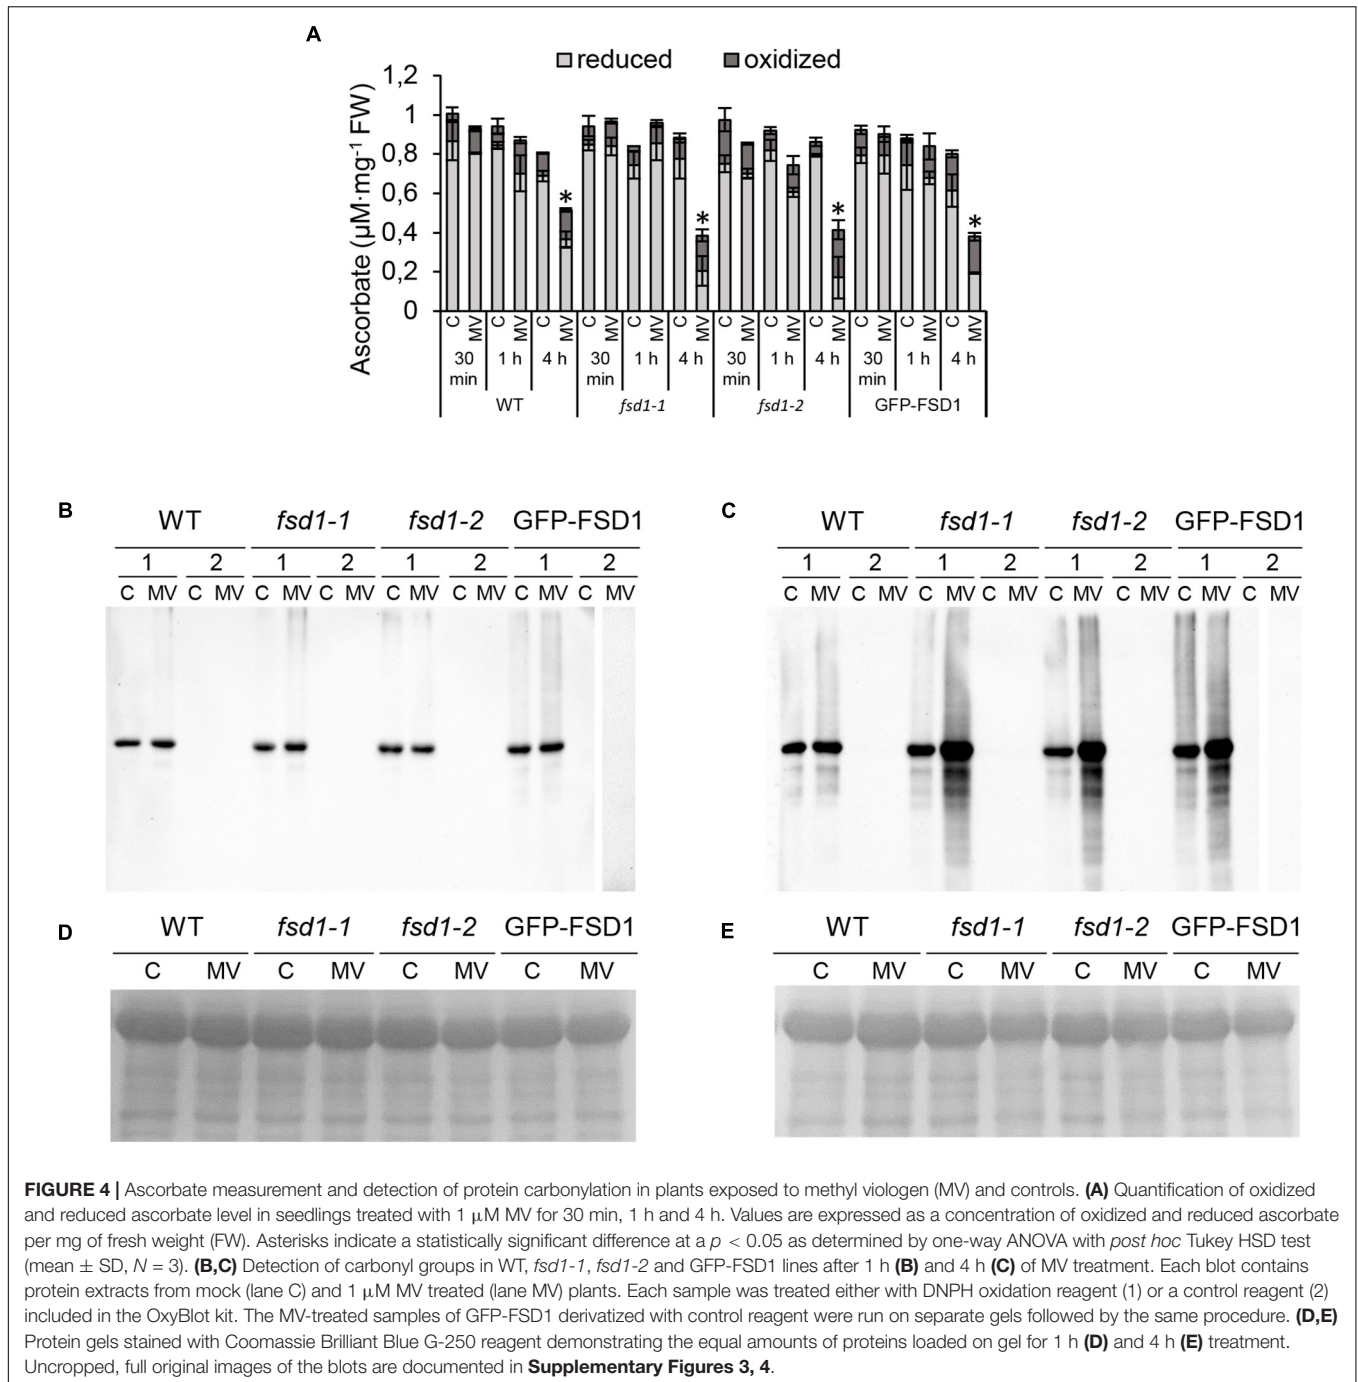 A
reduced oxidized
Ascorbate (µM·mg⁻¹ FW)
1,2
1
0,8
0,6
0,4
0,2
0
* * * *
C MV C MV C MV C MV C MV C MV C MV C MV C MV C MV C MV C MV
30 min 1 h 4 h 30 min 1 h 4 h 30 min 1 h 4 h 30 min 1 h 4 h
WT fsd1-1 fsd1-2 GFP-FSD1
B
WT fsd1-1 fsd1-2 GFP-FSD1
1 2 1 2 1 2 1 2
C MV C MV C MV C MV C MV C MV C MV C MV
C
WT fsd1-1 fsd1-2 GFP-FSD1
1 2 1 2 1 2 1 2
C MV C MV C MV C MV C MV C MV C MV C MV
D
WT fsd1-1 fsd1-2 GFP-FSD1
C MV C MV C MV C MV
E
WT fsd1-1 fsd1-2 GFP-FSD1
C MV C MV C MV C MV
FIGURE 4 | Ascorbate measurement and detection of protein carbonylation in plants exposed to methyl viologen (MV) and controls. (A) Quantification of oxidized
and reduced ascorbate level in seedlings treated with 1 µM MV for 30 min, 1 h and 4 h. Values are expressed as a concentration of oxidized and reduced ascorbate
per mg of fresh weight (FW). Asterisks indicate a statistically significant difference at a p < 0.05 as determined by one-way ANOVA with post hoc Tukey HSD test
(mean ± SD, N = 3). (B,C) Detection of carbonyl groups in WT, fsd1-1, fsd1-2 and GFP-FSD1 lines after 1 h (B) and 4 h (C) of MV treatment. Each blot contains
protein extracts from mock (lane C) and 1 µM MV treated (lane MV) plants. Each sample was treated either with DNPH oxidation reagent (1) or a control reagent (2)
included in the OxyBlot kit. The MV-treated samples of GFP-FSD1 derivatized with control reagent were run on separate gels followed by the same procedure. (D,E)
Protein gels stained with Coomassie Brilliant Blue G-250 reagent demonstrating the equal amounts of proteins loaded on gel for 1 h (D) and 4 h (E) treatment.
Uncropped, full original images of the blots are documented in Supplementary Figures 3, 4.